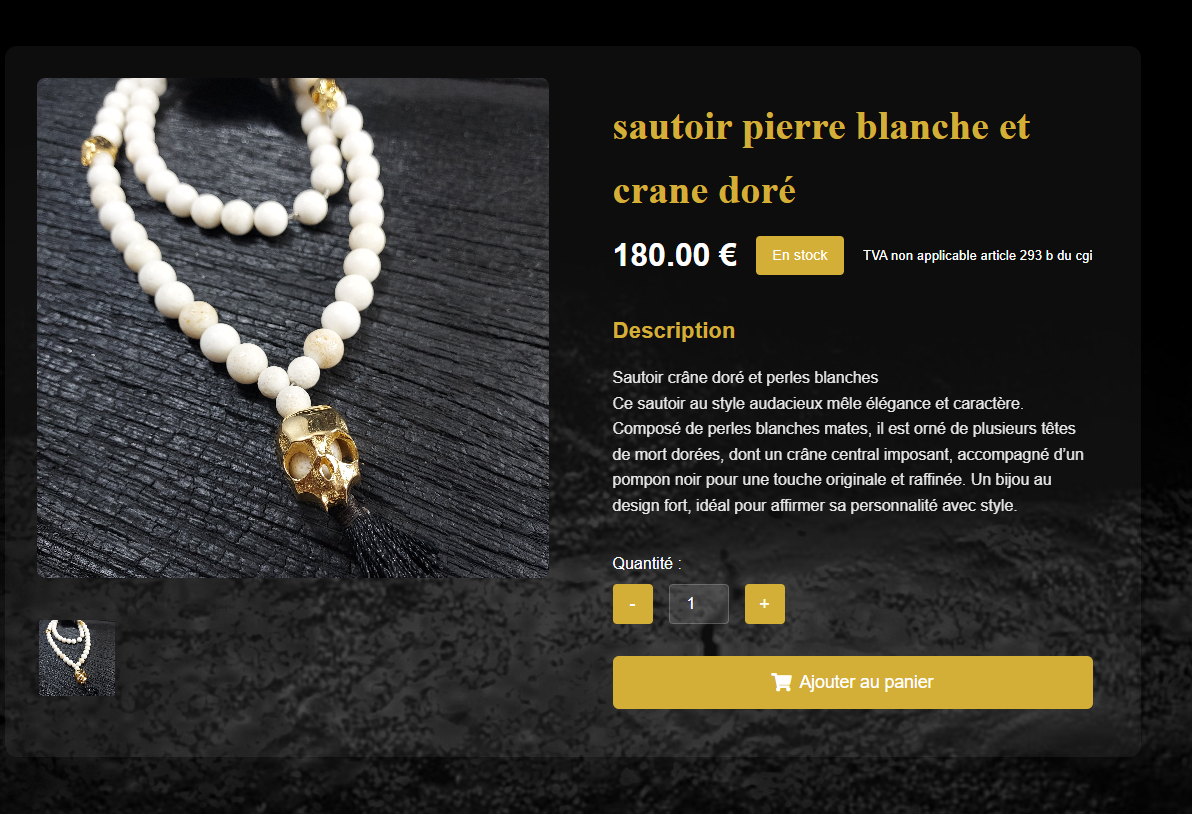 sautoir pierre blanche et
crane doré
180.00 €
En stock
TVA non applicable article 293 b du cgi
Description
Sautoir crâne doré et perles blanches
Ce sautoir au style audacieux mêle élégance et caractère.
Composé de perles blanches mates, il est orné de plusieurs têtes
de mort dorées, dont un crâne central imposant, accompagné d’un
pompon noir pour une touche originale et raffinée. Un bijou au
design fort, idéal pour affirmer sa personnalité avec style.
Quantité :
- 1 +
Ajouter au panier